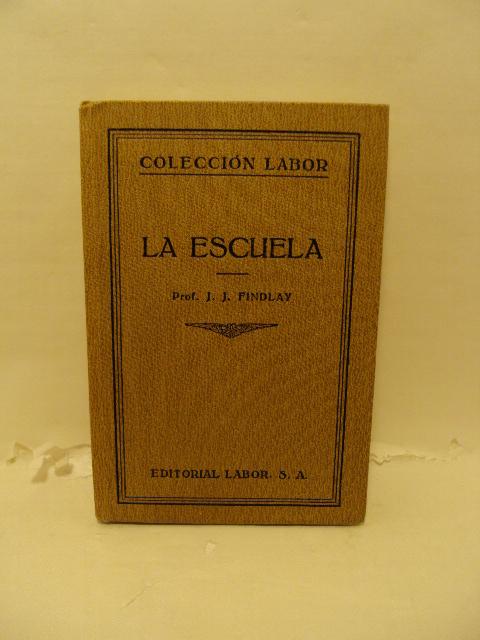 COLECCIÓN LABOR
LA ESCUELA
Prof. J. J. FINDLAY
EDITORIAL LABOR. S. A.